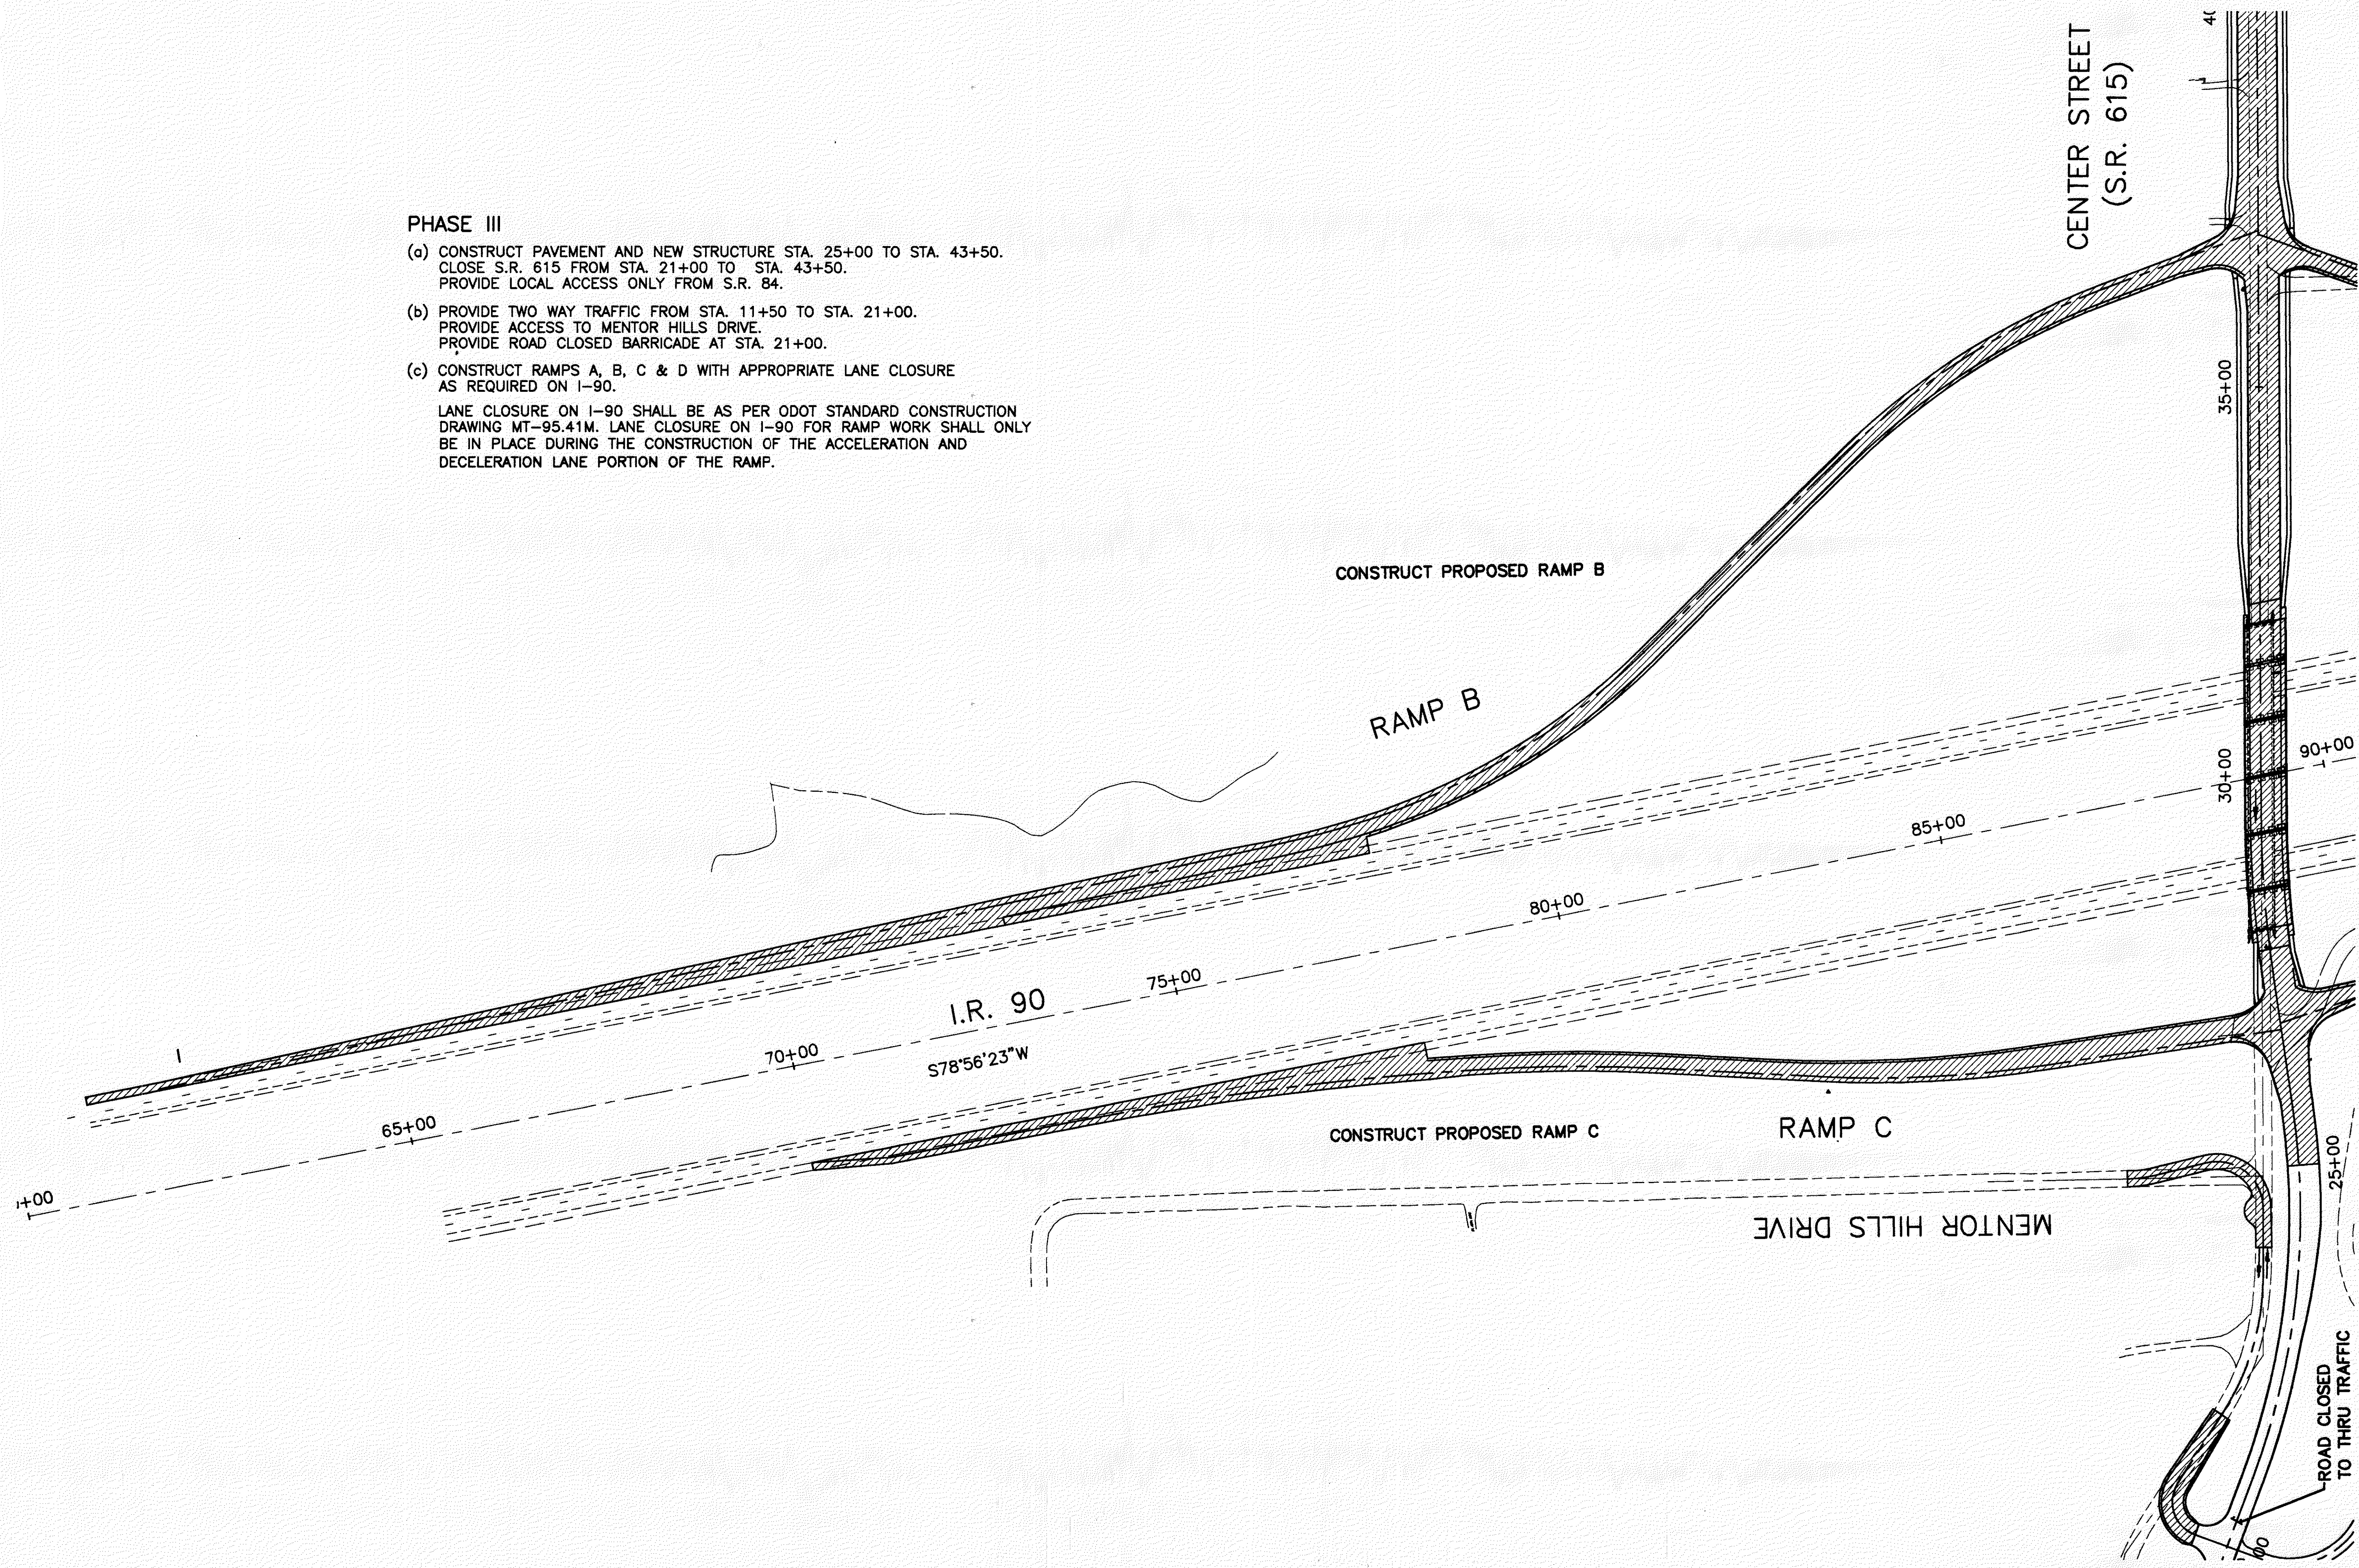 CENTER STREET
(S.R. 615)
PHASE III
(a) CONSTRUCT PAVEMENT AND NEW STRUCTURE STA. 25+00 TO STA. 43+50.
CLOSE S.R. 615 FROM STA. 21+00 TO STA. 43+50.
PROVIDE LOCAL ACCESS ONLY FROM S.R. 84.
(b) PROVIDE TWO WAY TRAFFIC FROM STA. 11+50 TO STA. 21+00.
PROVIDE ACCESS TO MENTOR HILLS DRIVE.
PROVIDE ROAD CLOSED BARRICADE AT STA. 21+00.
(c) CONSTRUCT RAMPS A, B, C & D WITH APPROPRIATE LANE CLOSURE
AS REQUIRED ON I-90.
LANE CLOSURE ON I-90 SHALL BE AS PER ODOT STANDARD CONSTRUCTION
DRAWING MT-95.41M. LANE CLOSURE ON I-90 FOR RAMP WORK SHALL ONLY
BE IN PLACE DURING THE CONSTRUCTION OF THE ACCELERATION AND
DECELERATION LANE PORTION OF THE RAMP.
35+00
CONSTRUCT PROPOSED RAMP B
RAMP B
90+00
30+00
85+00
80+00
75+00
I.R. 90
70+00
S78°56'23"W
65+00
+00
CONSTRUCT PROPOSED RAMP C
RAMP C
25+00
MENTOR HILLS DRIVE
ROAD CLOSED
TO THRU TRAFFIC
00